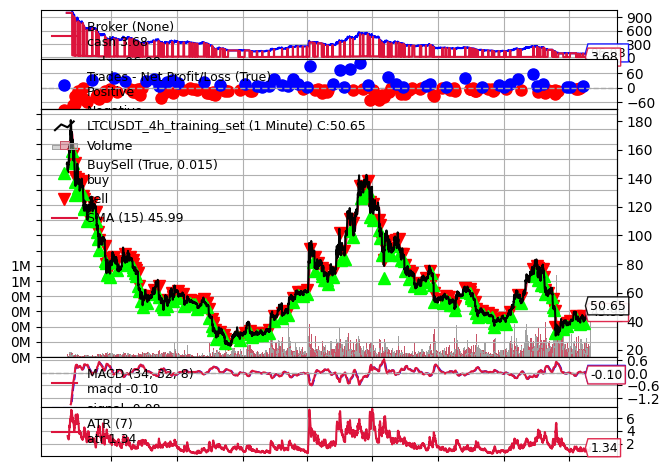 Broker (None)
cash 3.68
900
600
300
0
3.68
Trades - Net Profit/Loss (True)
Positive
60
0
−60
LTCUSDT_4h_training_set (1 Minute) C:50.65
Volume
BuySell (True, 0.015)
buy
sell
SMA (15) 45.99
180
160
140
120
100
80
60
40
20
50.65
1M
1M
0M
0M
0M
0M
0M
MACD (34, 32, 8)
macd -0.10
0.6
0.0
−0.6
−1.2
-0.10
ATR (7)
atr 1.34
6
4
2
1.34